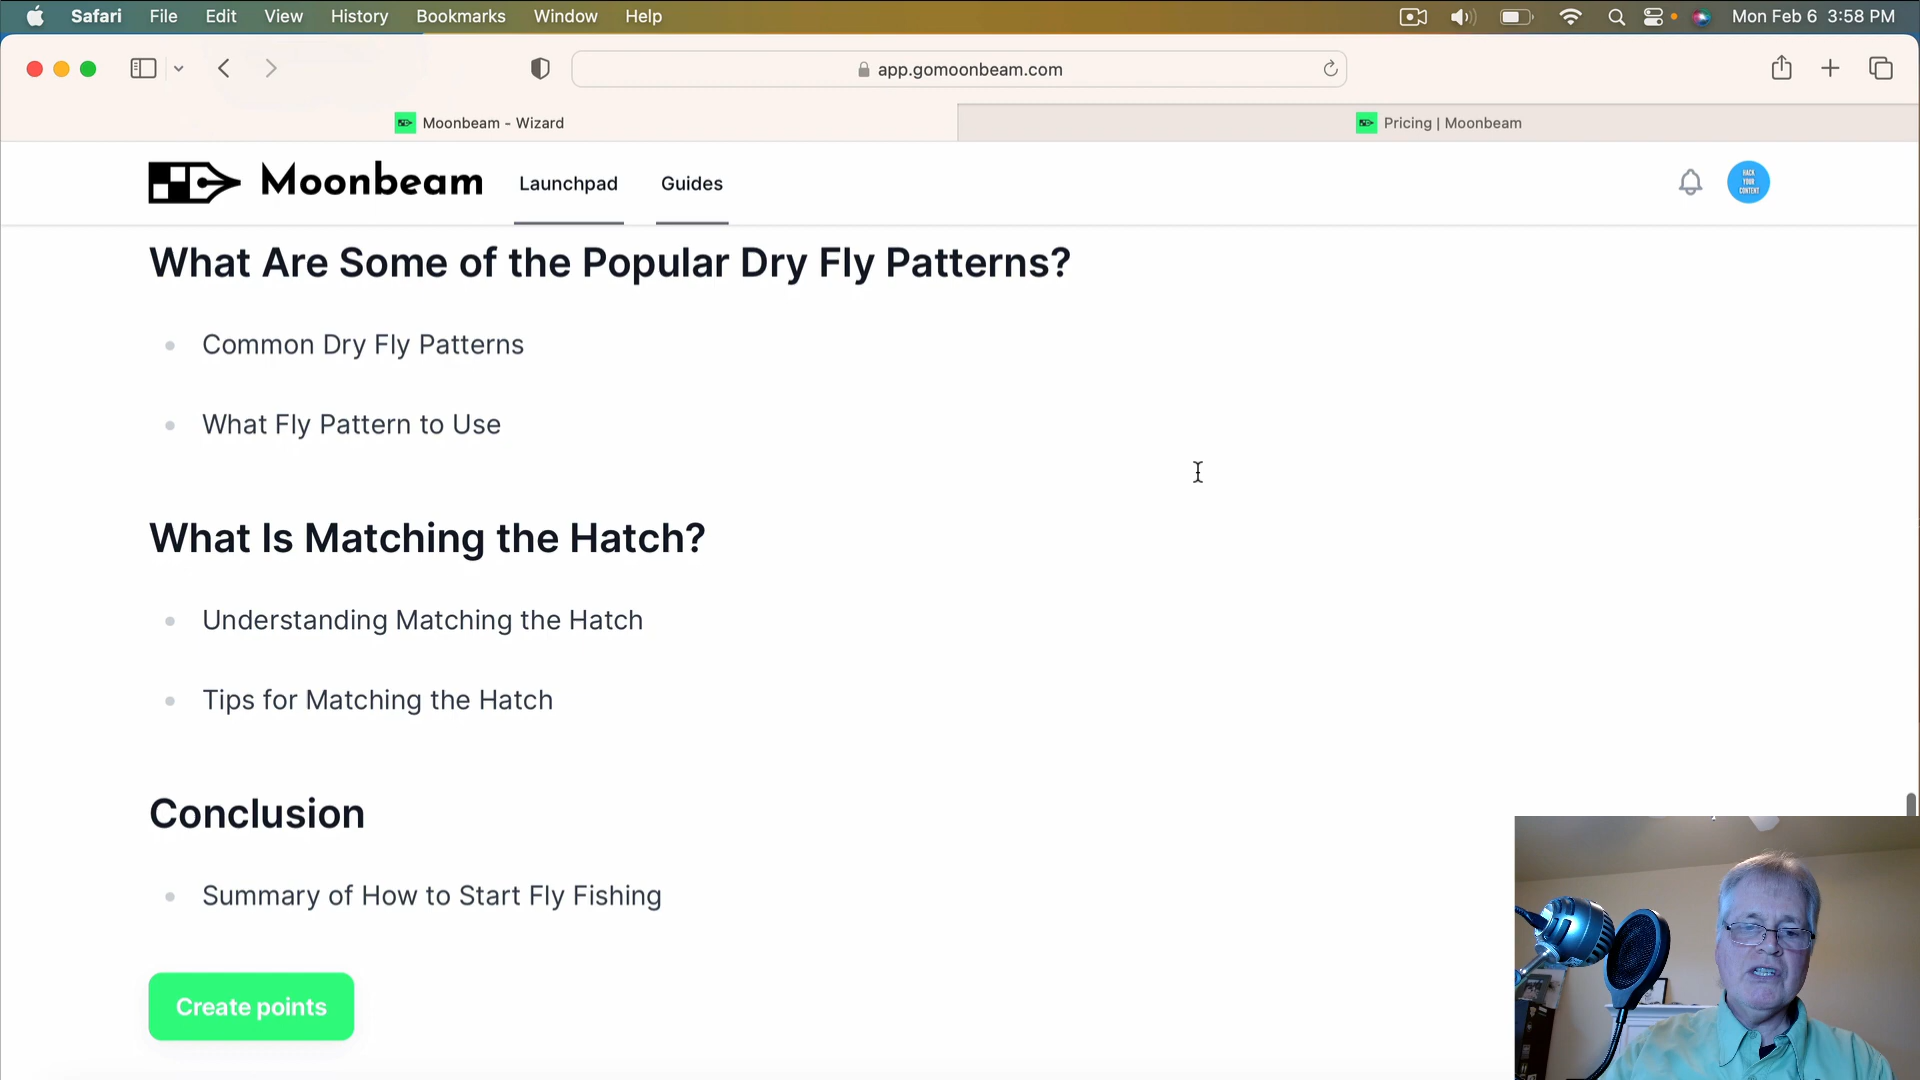 Safari File Edit View History Bookmarks Window Help Mon Feb 6 3:58 PM
app.gomoonbeam.com
Moonbeam - Wizard
Pricing | Moonbeam
Moonbeam Launchpad Guides
HACK
YOUR
CONTENT
What Are Some of the Popular Dry Fly Patterns?
Common Dry Fly Patterns
What Fly Pattern to Use
What Is Matching the Hatch?
Understanding Matching the Hatch
Tips for Matching the Hatch
Conclusion
Summary of How to Start Fly Fishing
Create points